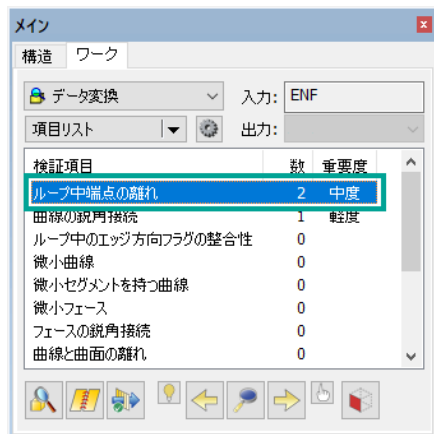 メイン
構造 ワーク
データ変換 入力: ENF
項目リスト 出力:
検証項目 数 重要度
ループ中端点の離れ 2 中度
曲線の鋭角接続 1 軽度
ループ中のエッジ方向フラグの整合性 0
微小曲線 0
微小セグメントを持つ曲線 0
微小フェース 0
フェースの鋭角接続 0
曲線と曲面の離れ 0